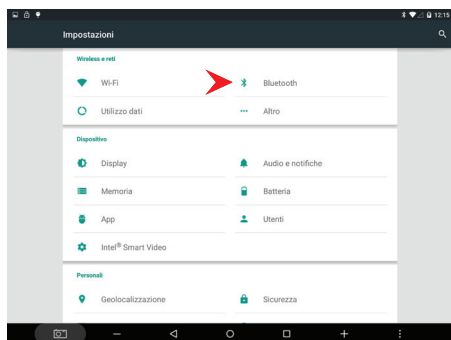 12:15
Impostazioni
Wireless e reti
Wi-Fi
Bluetooth
Utilizzo dati
Altro
Dispositivo
Display
Audio e notifiche
Memoria
Batteria
App
Utenti
Intel® Smart Video
Personali
Geolocalizzazione
Sicurezza